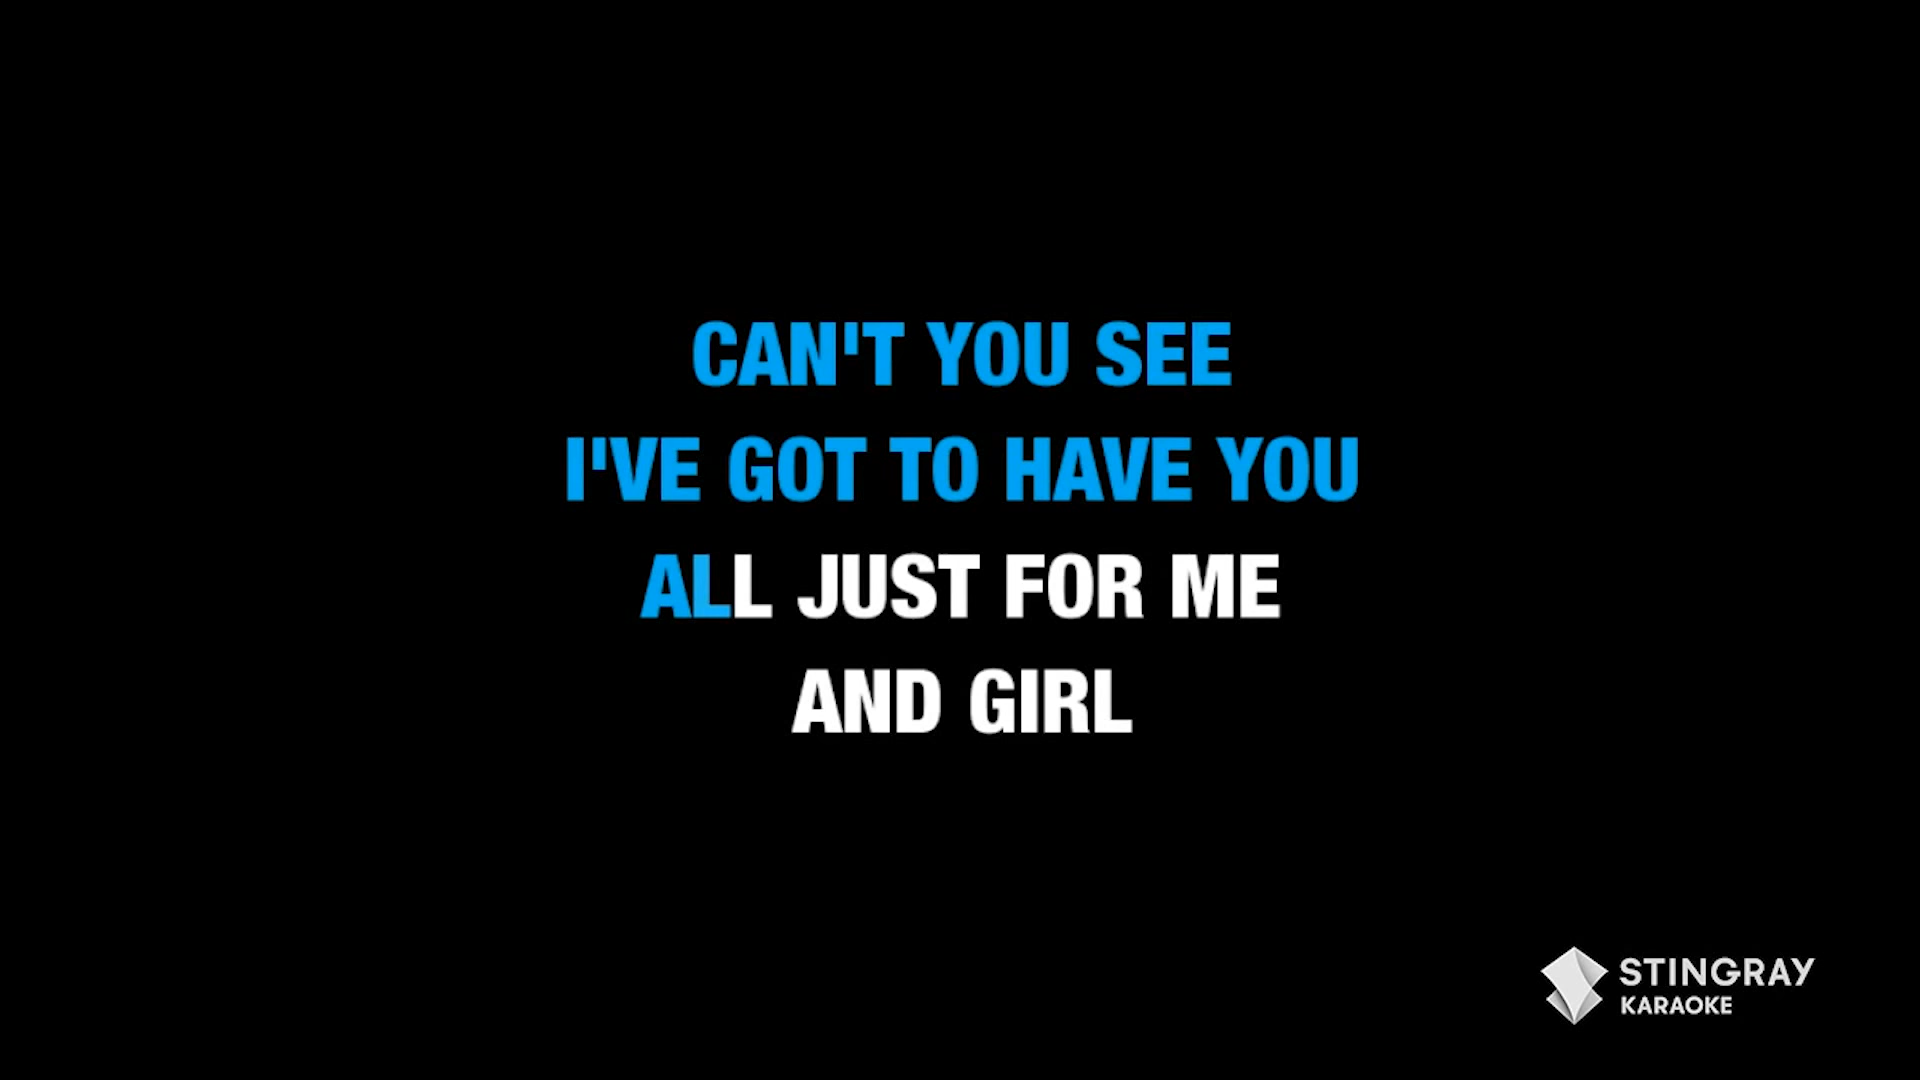 CAN'T YOU SEE
I'VE GOT TO HAVE YOU
ALL JUST FOR ME
AND GIRL
STINGRAY
KARAOKE